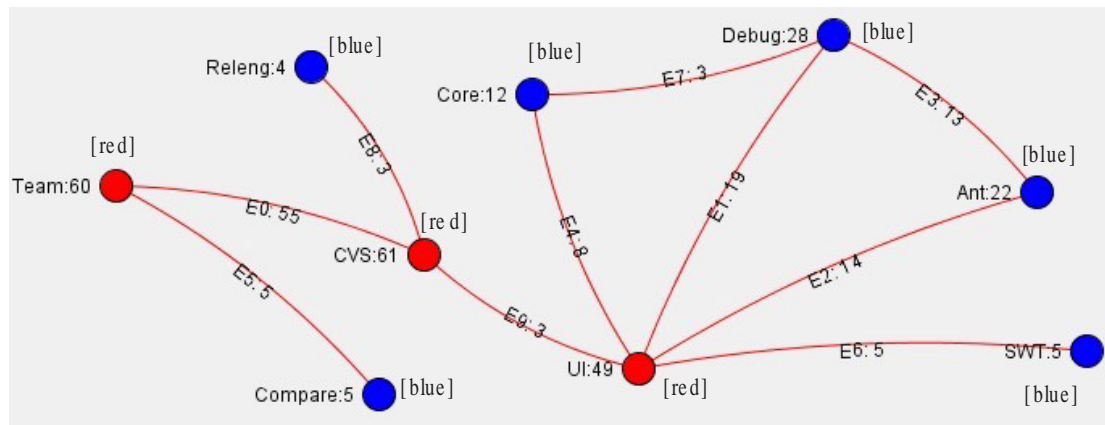 Debug:28 [blue]
Releng:4 [blue]
[blue]
Core:12
E7: 3
E3: 13
[red]
E8: 3
[blue]
Team:60
Ant:22
E0: 55
[red]
E1: 19
CVS:61
E4: 8
E2: 14
E5: 5
E9: 3
E6: 5
SWT:5
UI:49
[red]
Compare:5 [blue]
[blue]